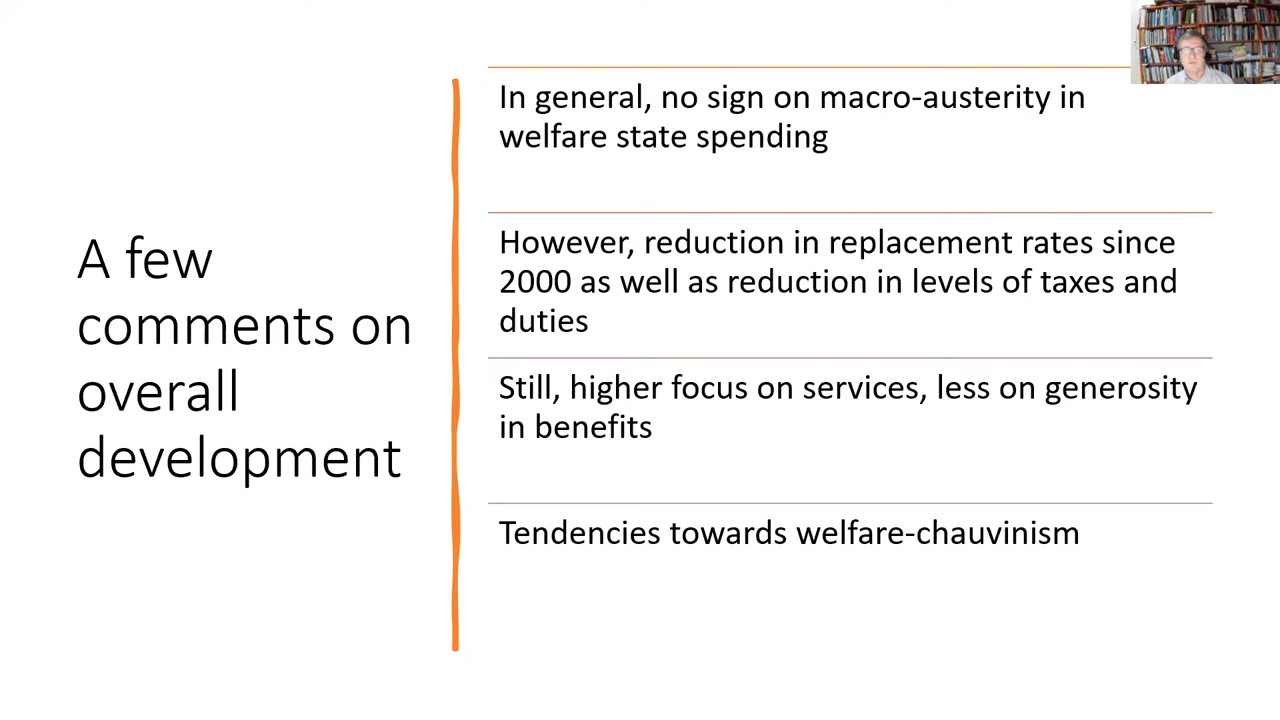 A few
comments on
overall
development
In general, no sign on macro-austerity in
welfare state spending
However, reduction in replacement rates since
2000 as well as reduction in levels of taxes and
duties
Still, higher focus on services, less on generosity
in benefits
Tendencies towards welfare-chauvinism